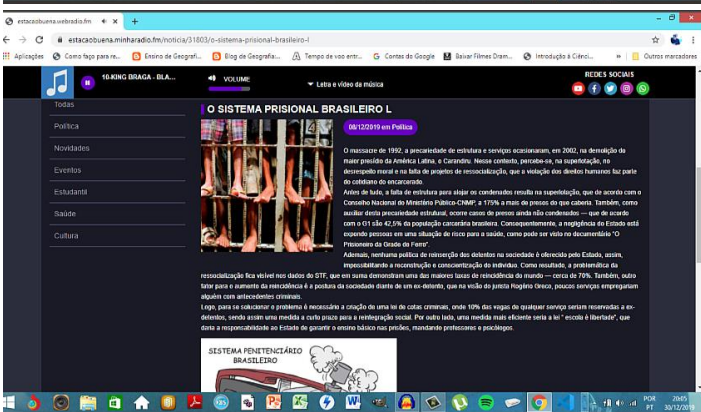 estacaobuena.webradio.fm
estacaobuena.minharadio.fm/noticia/31803/o-sistema-prisional-brasileiro-l
Aplicações Como faço para re... Ensino de Geografi... Blog de Geografia:... Tempo de voo entr... Contas do Google Baixar Filmes Dram... Introdução à Ciênci... » Outros marcadores
10-KING BRAGA - BLA... VOLUME Letra e vídeo da música REDES SOCIAIS
Todas
Política
Novidades
Eventos
Estudantil
Saúde
Cultura
O SISTEMA PRISIONAL BRASILEIRO L
08/12/2019 em Política
O massacre de 1992, a precariedade de estrutura e serviços ocasionaram, em 2002, na demolição do
maior presídio da América Latina, o Carandiru. Nesse contexto, percebe-se, na superlotação, no
desrespeito moral e na falta de projetos de ressocialização, que a violação dos direitos humanos faz parte
do cotidiano do encarcerado.
Antes de tudo, a falta de estrutura para alojar os condenados resulta na superlotação, que de acordo com o
Conselho Nacional do Ministério Público-CNMP, a 175% a mais de presos do que caberia. Também, como
auxiliar desta precariedade estrutural, ocorre casos de presos ainda não condenados — que de acordo
com o G1 são 42,5% da população carcerária brasileira. Consequentemente, a negligência do Estado está
expondo pessoas em uma situação de risco para a saúde, como pode ser visto no documentário "O
Prisioneiro da Grade de Ferro".
Ademais, nenhuma política de reinserção dos detentos na sociedade é oferecido pelo Estado, assim,
impossibilitando a reconstrução e conscientização do indivíduo. Como resultado, a problemática da
ressocialização fica visível nos dados do STF, que em suma demonstram uma das maiores taxas de reincidência do mundo — cerca de 70%. Também, outro
fator para o aumento da reincidência é a postura da sociedade diante de um ex-detento, que na visão do jurista Rogério Greco, poucos serviços empregariam
alguém com antecedentes criminais.
Logo, para se solucionar o problema é necessário a criação de uma lei de cotas criminais, onde 10% das vagas de qualquer serviço seriam reservadas a ex-
detentos, sendo assim uma medida a curto prazo para a reintegração social. Por outro lado, uma medida mais eficiente seria a lei " escola é libertade", que
daria a responsabilidade ao Estado de garantir o ensino básico nas prisões, mandando professores e psicólogos.
SISTEMA PENITENCIÁRIO
BRASILEIRO
POR 20:05
PT 30/12/2019